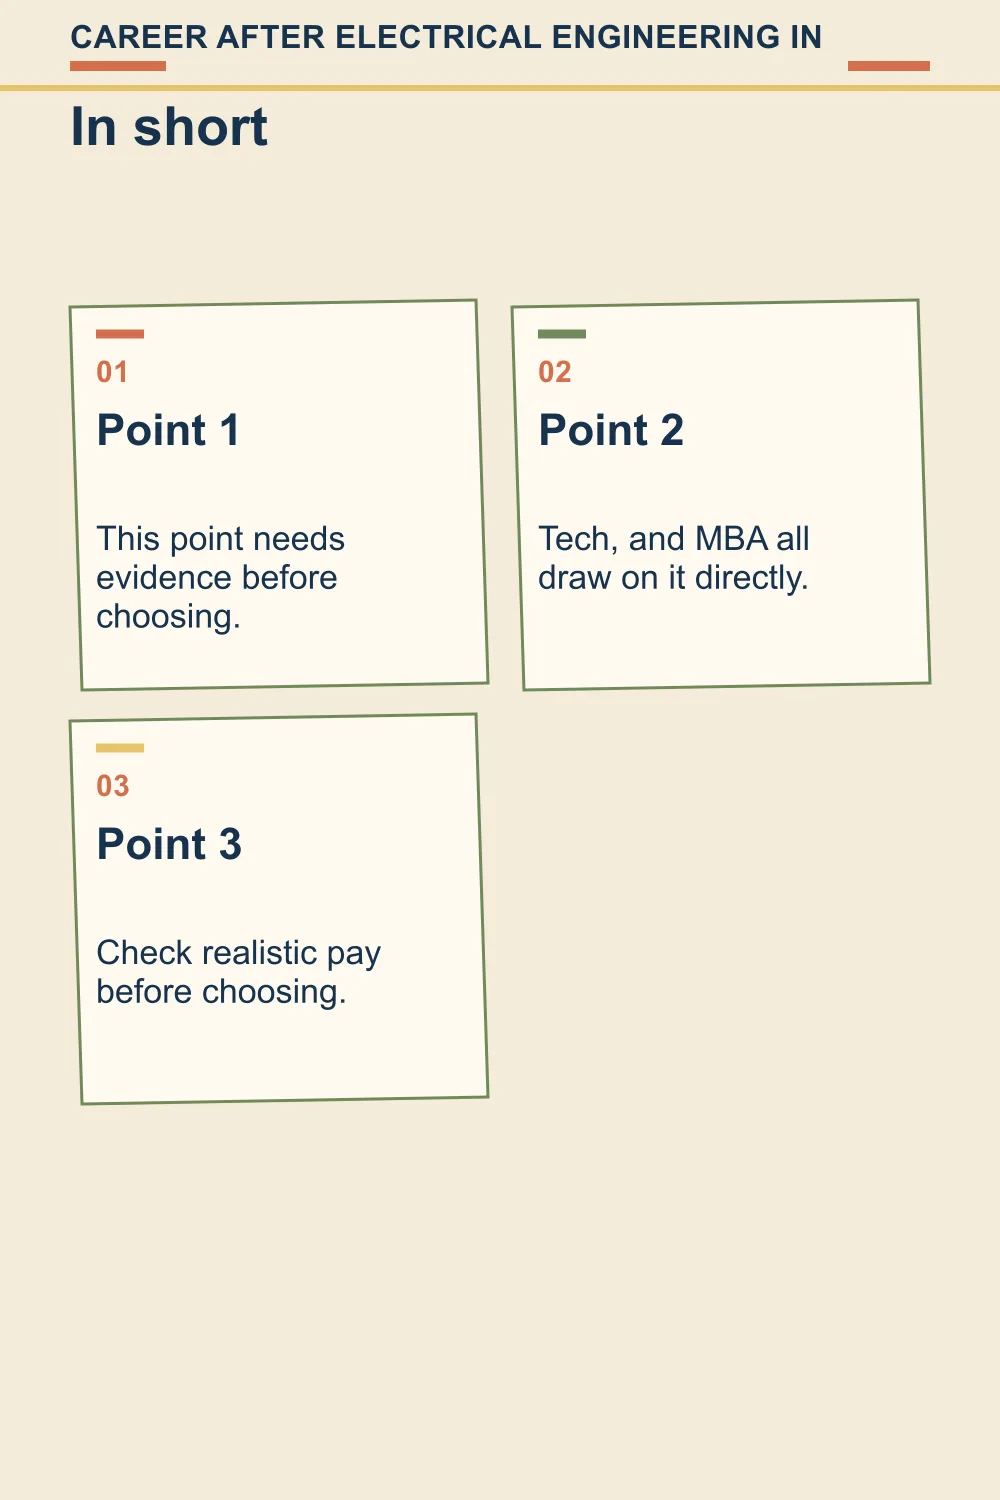 CAREER AFTER ELECTRICAL ENGINEERING IN
In short
01
Point 1
This point needs
evidence before
choosing.
02
Point 2
Tech, and MBA all
draw on it directly.
03
Point 3
Check realistic pay
before choosing.